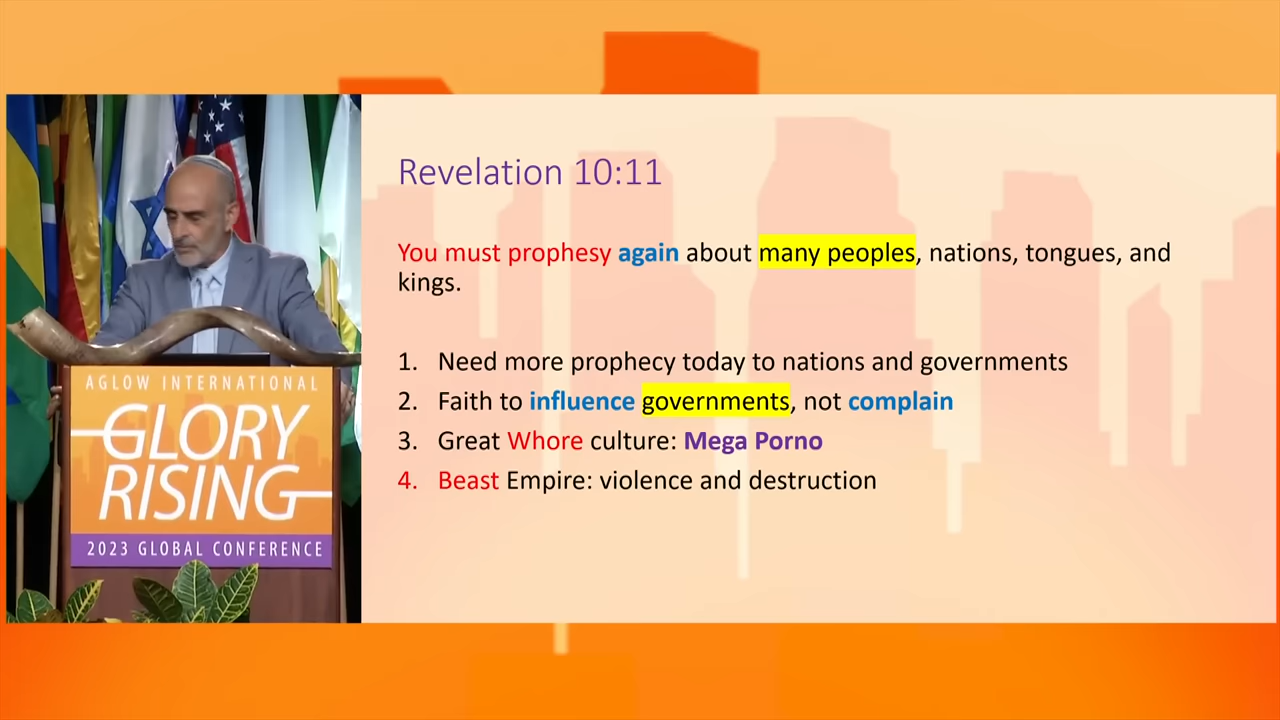 Revelation 10:11
You must prophesy again about many peoples, nations, tongues, and
kings.
1. Need more prophecy today to nations and governments
2. Faith to influence governments, not complain
3. Great Whore culture: Mega Porno
4. Beast Empire: violence and destruction
AGLOW INTERNATIONAL
GLORY
RISING
2023 GLOBAL CONFERENCE